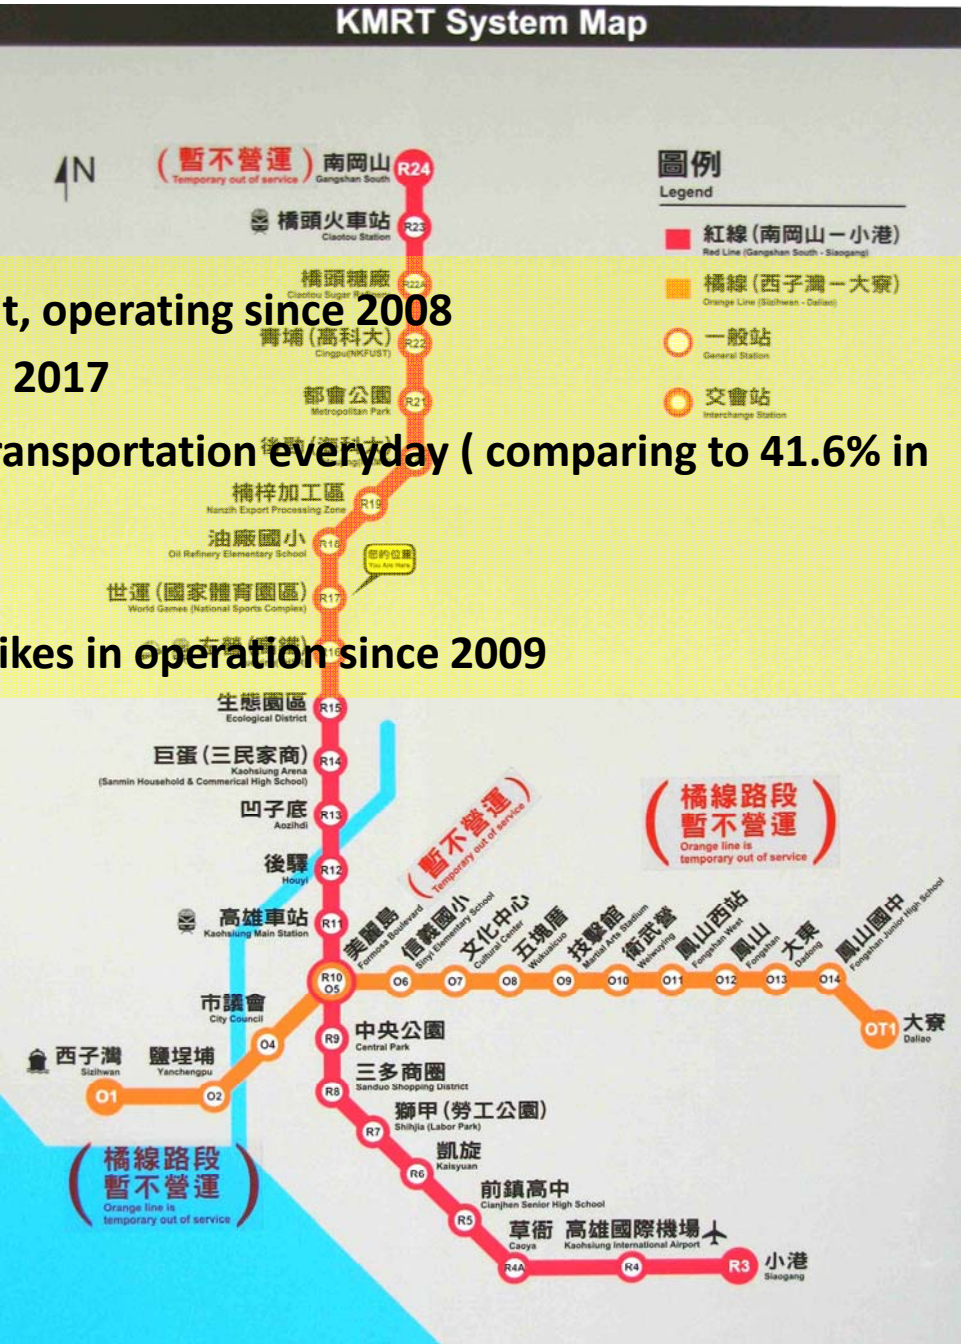 KMRT System Map
N
(暫不營運)
Temporary out of service
南岡山
Gangshan South
R24
圖例
Legend
橋頭火車站
Ciaotou Station
R23
紅線(南岡山－小港)
Red Line (Gangshan South - Siaogang)
橋頭糖廠
Ciaotou Sugar
R22A
橘線(西子灣－大寮)
Orange Line (Sizihwan - Daliao)
t, operating since 2008
青埔(高科大)
Cingpu(NKFUST)
R22
一般站
General Station
2017
都會公園
Metropolitan Park
R21
交會站
Interchange Station
ransportation everyday ( comparing to 41.6% in
楠梓加工區
Nanzih Export Processing Zone
R19
油廠國小
Oil Refinery Elementary School
R18
您的位置
You Are Here
世運(國家體育園區)
World Games (National Sports Complex)
R17
ikes in operation since 2009
R16
生態園區
Ecological District
R15
巨蛋(三民家商)
Kaohsiung Arena
(Sanmin Household & Commerical High School)
R14
凹子底
Aozihdi
R13
(暫不營運)
Temporary out of service
(橘線路段
暫不營運)
Orange line is
temporary out of service
後驛
Houyi
R12
高雄車站
Kaohsiung Main Station
R11
美麗島
Formosa Boulevard
R10
O5
信義國小
Sinyi Elementary School
O6
文化中心
Cultural Center
O7
五塊厝
Wukuaicuo
O8
技擊館
Martial Arts Stadium
O9
衛武營
Weiwuying
O10
鳳山西站
Fongshan West
O11
鳳山
Fongshan
O12
大東
Dadong
O13
鳳山國中
Fongshan Junior High School
O14
OT1
大寮
Daliao
市議會
City Council
O4
鹽埕埔
Yanchengpu
O2
西子灣
Sizihwan
O1
R9
中央公園
Central Park
R8
三多商圈
Sanduo Shopping District
R7
獅甲(勞工公園)
Shihjia (Labor Park)
R6
凱旋
Kaisyuan
R5
前鎮高中
Cianjhen Senior High School
草衙
Caoya
R4A
高雄國際機場
Kaohsiung International Airport
R4
R3
小港
Siaogang
(橘線路段
暫不營運)
Orange line is
temporary out of service